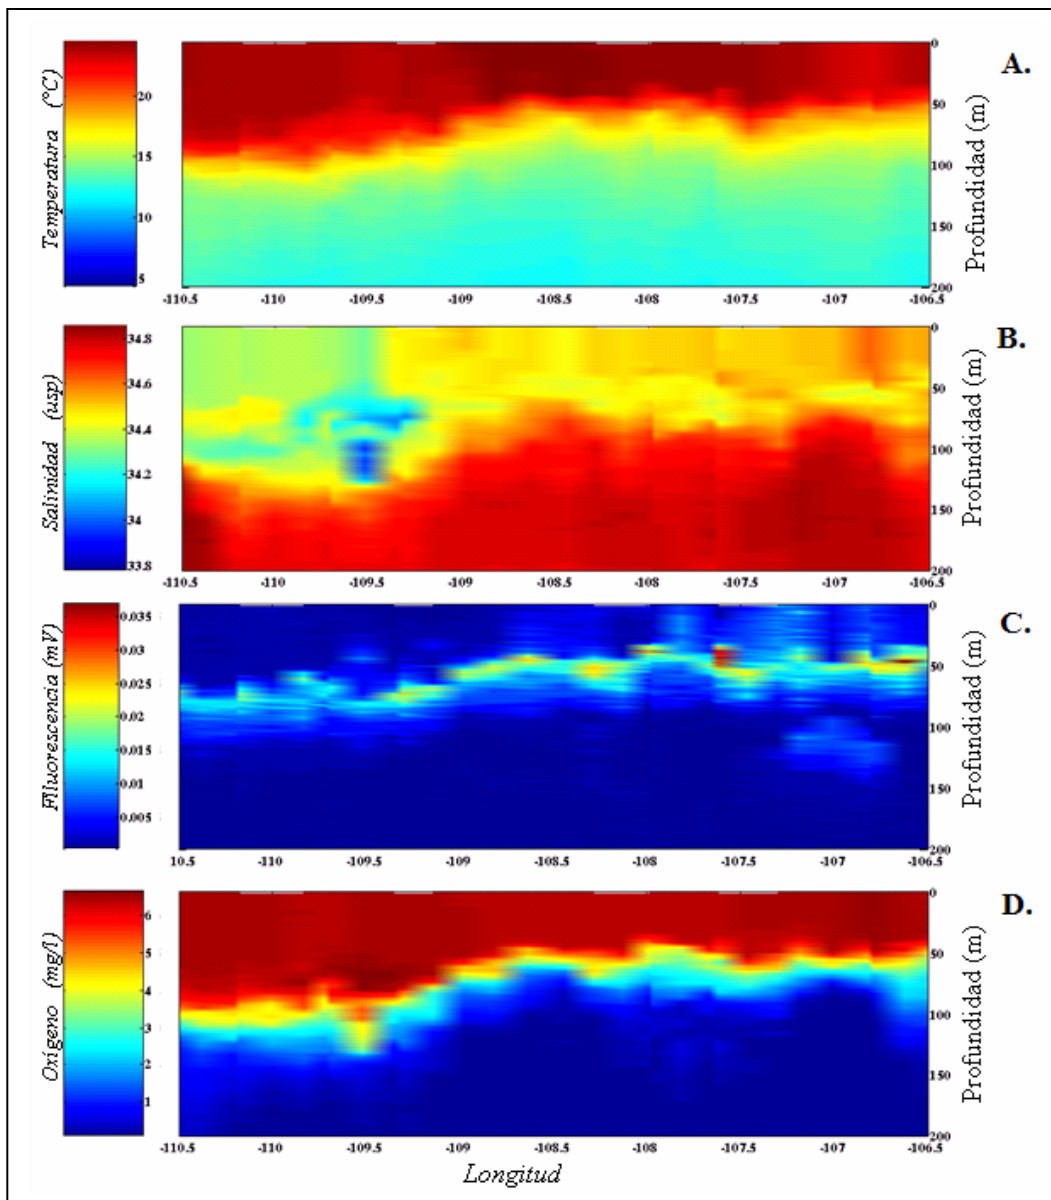 A.
Temperatura (°C)
20
15
10
5
0
50
100
150
200
Profundidad (m)
-110.5 -110 -109.5 -109 -108.5 -108 -107.5 -107 -106.5
B.
Salinidad (usp)
34.8
34.6
34.4
34.2
34
33.8
0
50
100
150
200
Profundidad (m)
-110.5 -110 -109.5 -109 -108.5 -108 -107.5 -107 -106.5
C.
Fluorescencia (mV)
0.035
0.03
0.025
0.02
0.015
0.01
0.005
0
50
100
150
200
Profundidad (m)
10.5 -110 -109.5 -109 -108.5 -108 -107.5 -107 -106.5
D.
Oxígeno (mg/l)
6
5
4
3
2
1
0
50
100
150
200
Profundidad (m)
-110.5 -110 -109.5 -109 -108.5 -108 -107.5 -107 -106.5
Longitud